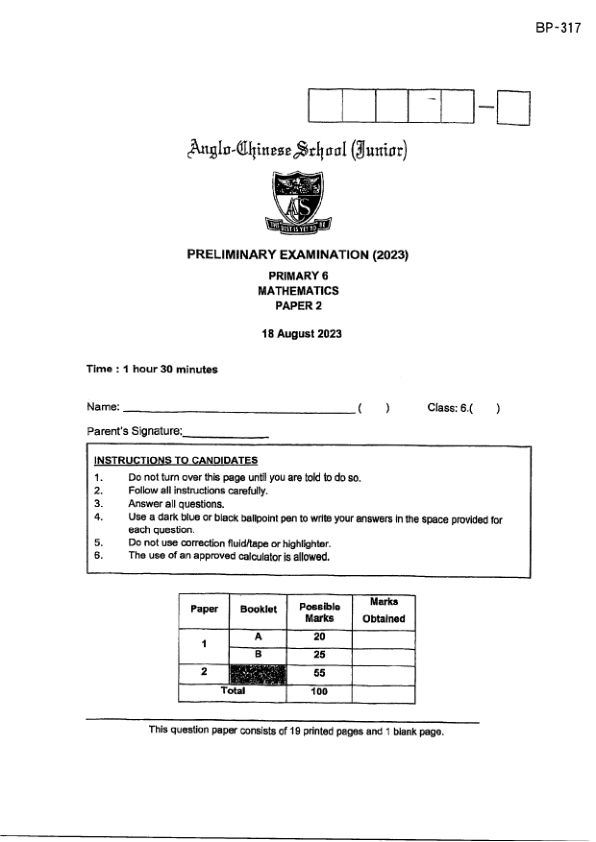 BP-317
Anglo-Chinese School (Junior)
THE BEST IS YET TO BE
PRELIMINARY EXAMINATION (2023)
PRIMARY 6
MATHEMATICS
PAPER 2
18 August 2023
Time : 1 hour 30 minutes
Name: ( ) Class: 6.( )
Parent's Signature:
INSTRUCTIONS TO CANDIDATES
1. Do not turn over this page until you are told to do so.
2. Follow all instructions carefully.
3. Answer all questions.
4. Use a dark blue or black ballpoint pen to write your answers in the space provided for
each question.
5. Do not use correction fluid/tape or highlighter.
6. The use of an approved calculator is allowed.
Paper Booklet Possible Marks Marks Obtained
1 A 20
B 25
2 55
Total 100
This question paper consists of 19 printed pages and 1 blank page.